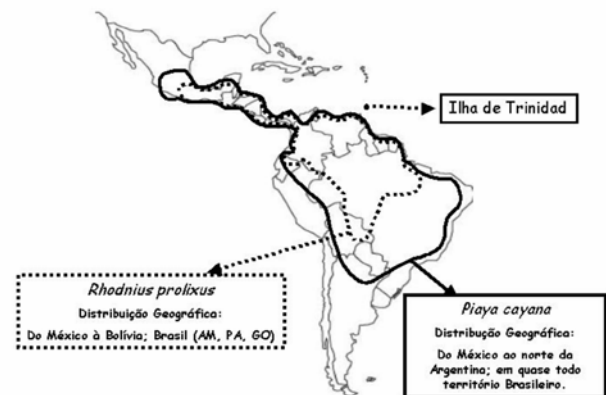 Ilha de Trinidad
Rhodnius prolixus
Distribuição Geográfica:
Do México à Bolívia; Brasil (AM, PA, GO)
Piaya cayana
Distribução Geográfica:
Do México ao norte da
Argentina; em quase todo
território Brasileiro.